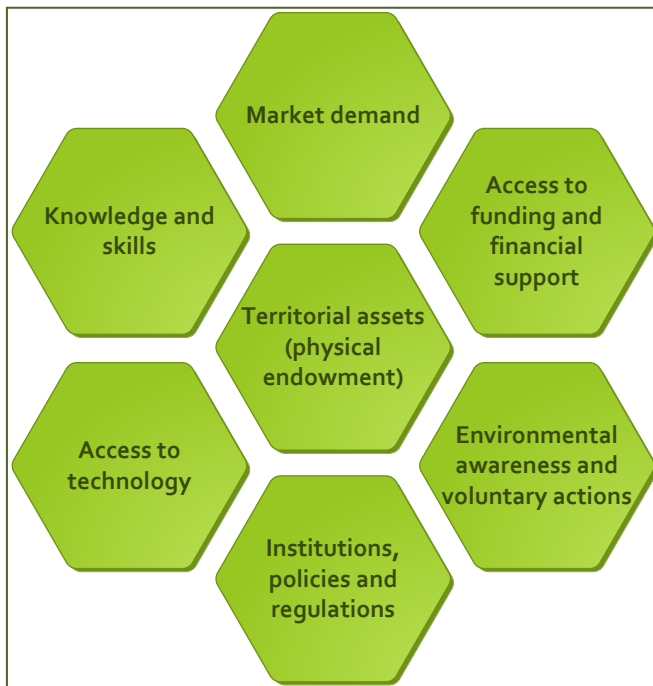 Market demand
Knowledge and
skills
Access to
funding and
financial
support
Territorial assets
(physical
endowment)
Access to
technology
Environmental
awareness and
voluntary actions
Institutions,
policies and
regulations